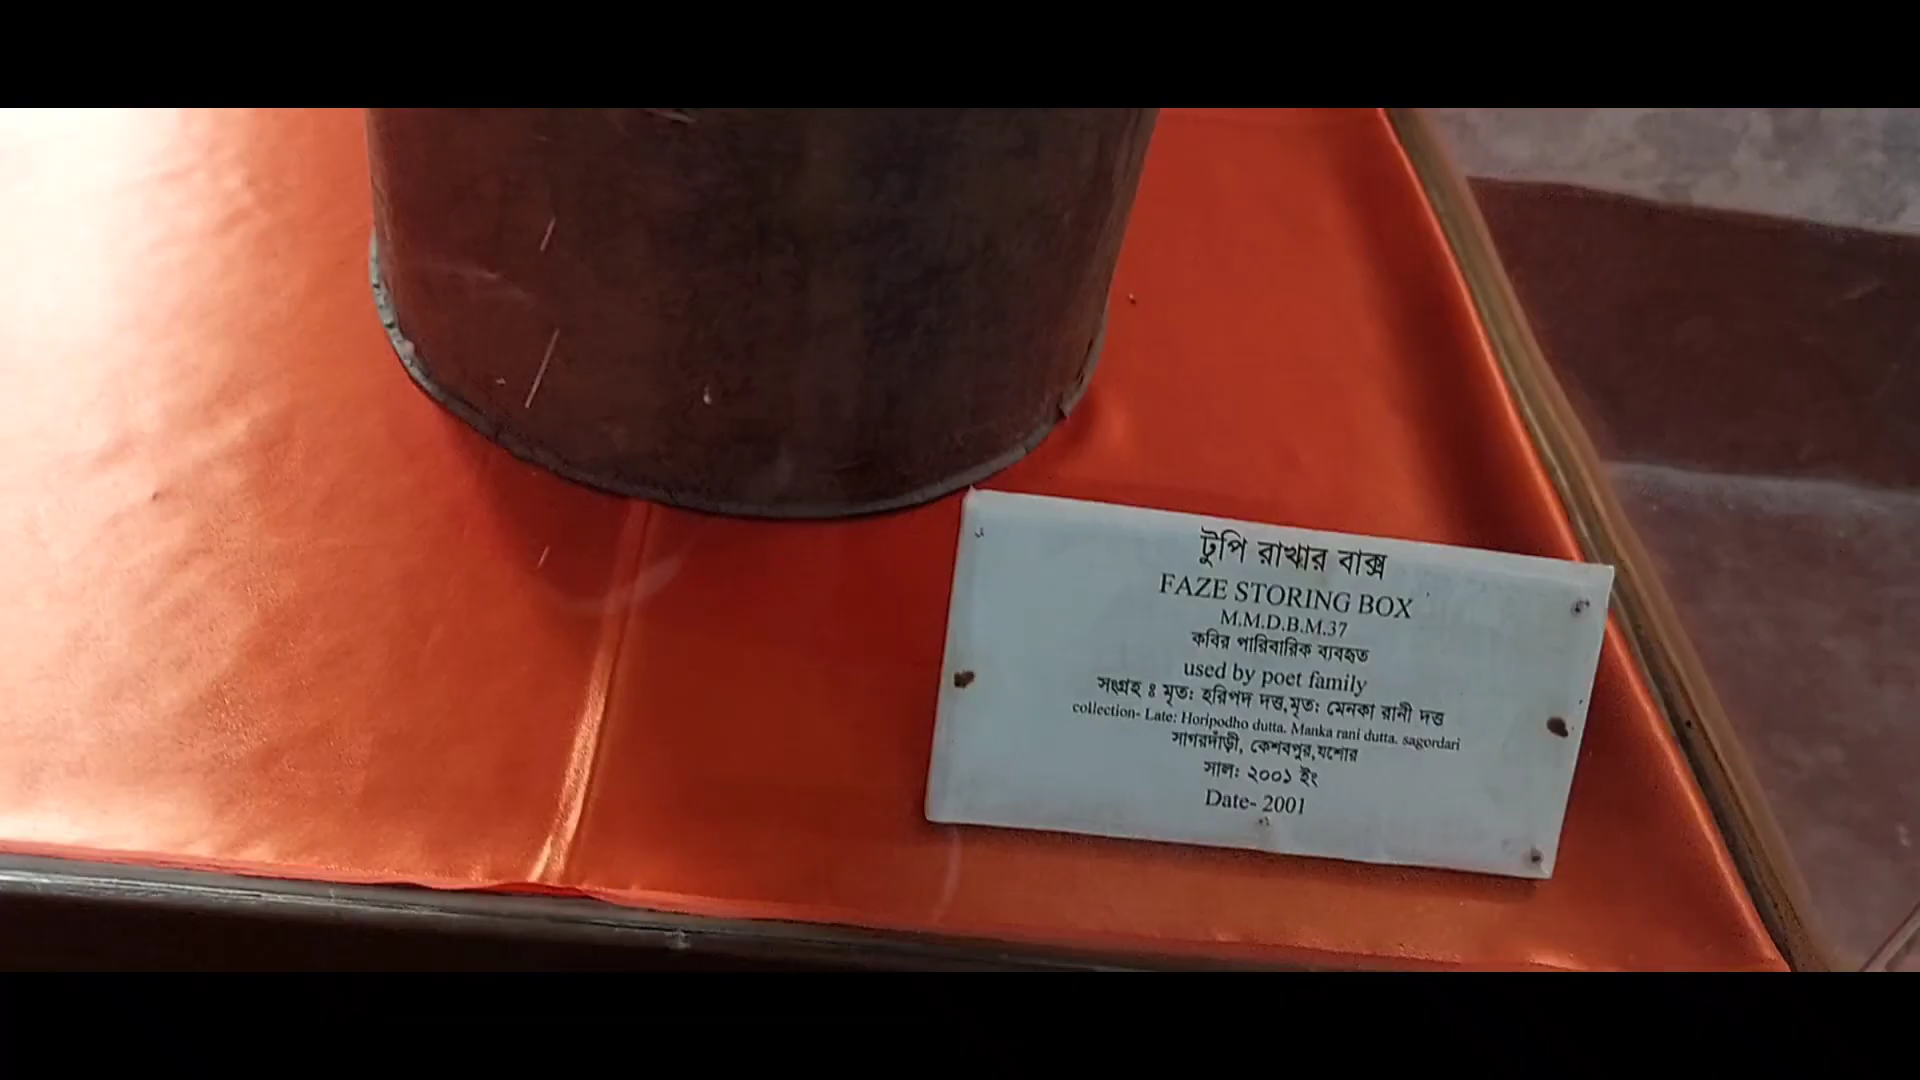 টুপি রাখার বাক্স
FAZE STORING BOX
M.M.D.B.M.37
কবির পারিবারিক ব্যবহৃত
used by poet family
সংগ্রহ ঃ মৃত: হরিপদ দত্ত,মৃত: মেনকা রানী দত্ত
collection- Late: Horipodho dutta. Manka rani dutta. sagordari
সাগরদাঁড়ী, কেশবপুর,যশোর
সাল: ২০০১ ইং
Date- 2001